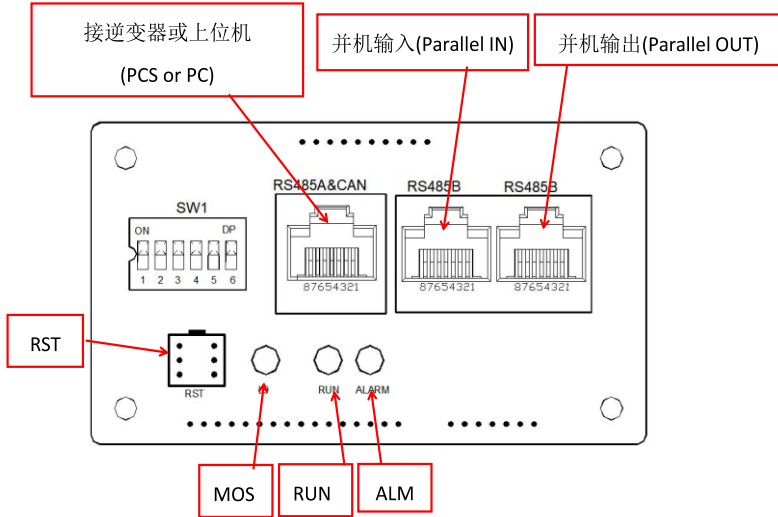 接逆变器或上位机
(PCS or PC)
并机输入(Parallel IN)
并机输出(Parallel OUT)
RS485A&CAN
RS485B
RS485B
SW1
ON
DP
1 2 3 4 5 6
87654321
87654321
87654321
RST
RST
RUN
ALARM
MOS
RUN
ALM